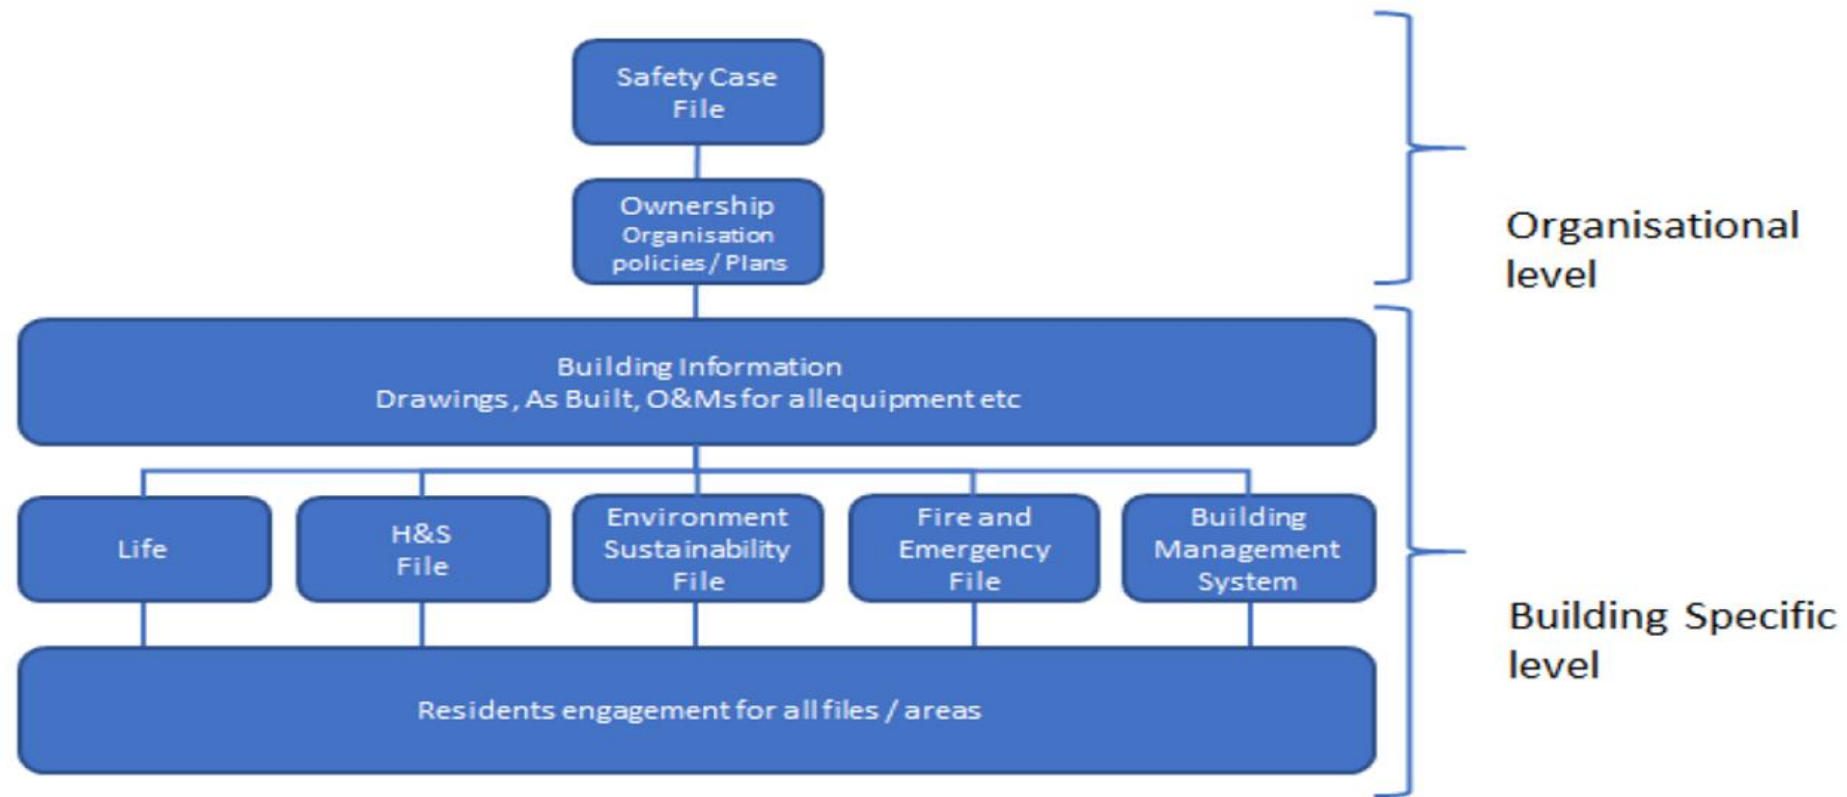 Safety Case
File
Ownership
Organisation
policies / Plans
Organisational
level
Building Information
Drawings, As Built, O&Ms for allequipment etc
Life
H&S
File
Environment
Sustainability
File
Fire and
Emergency
File
Building
Management
System
Building Specific
level
Residents engagement for all files / areas